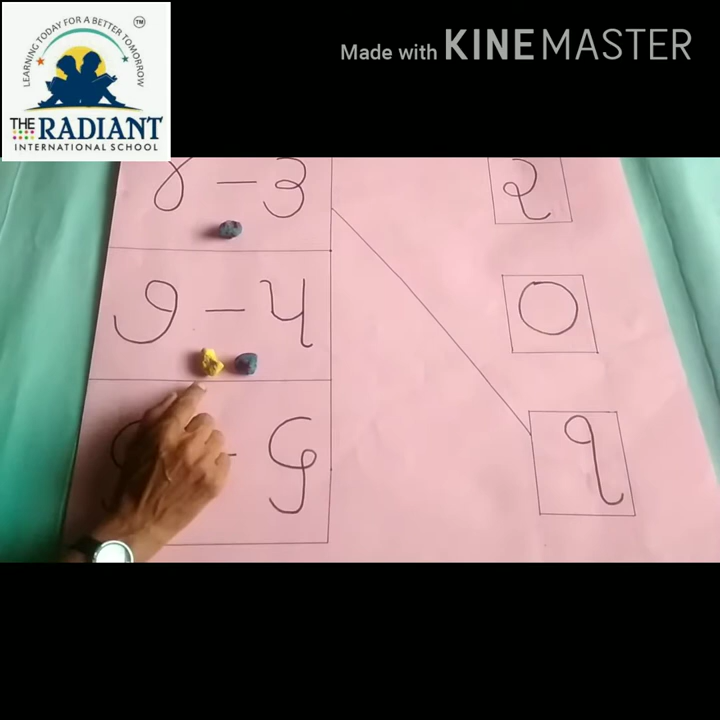 LEARNING TODAY FOR A BETTER TOMORROW
TM
THE RADIANT
INTERNATIONAL SCHOOL
Made with KINEMASTER
૪ – ૩
૨
૭ – ૫
૦
– ૬
૧